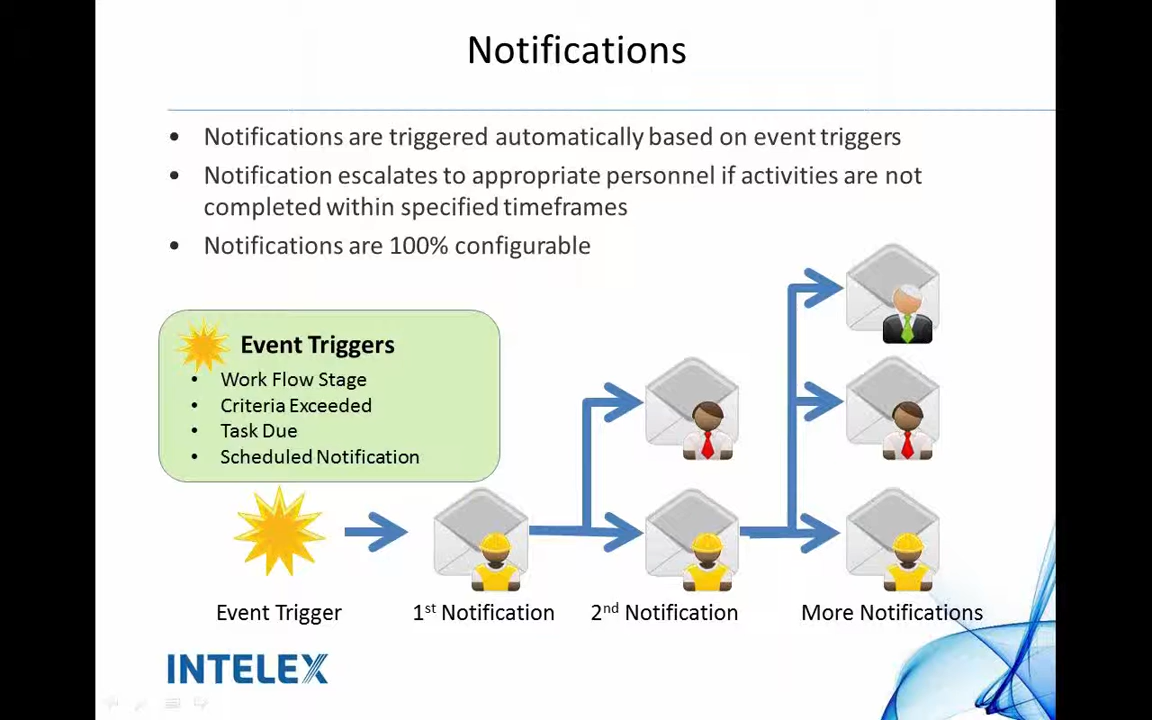 Notifications
• Notifications are triggered automatically based on event triggers
• Notification escalates to appropriate personnel if activities are not
completed within specified timeframes
• Notifications are 100% configurable
Event Triggers
• Work Flow Stage
• Criteria Exceeded
• Task Due
• Scheduled Notification
Event Trigger
1st Notification
2nd Notification
More Notifications
INTELEX